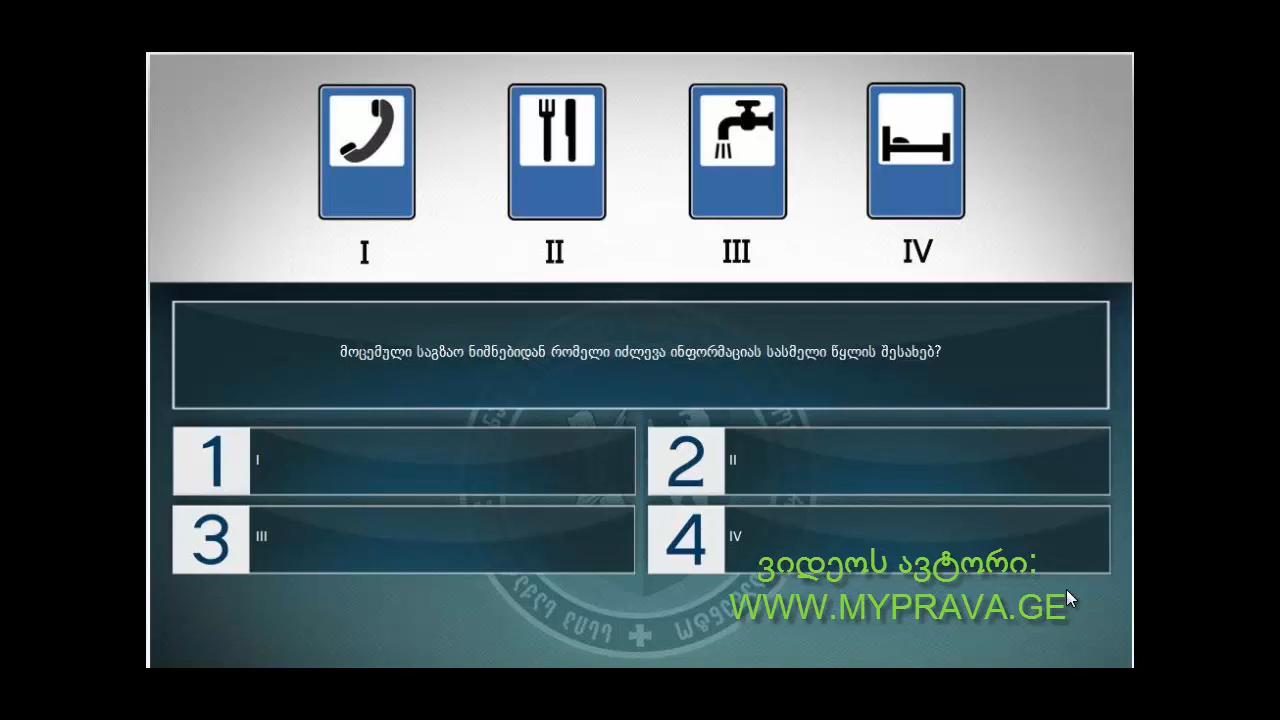 I II III IV
მოცემული საგზაო ნიშნებიდან რომელი იძლევა ინფორმაციას სასმელი წყლის შესახებ?
1 I
2 II
3 III
4 IV
ვიდეოს ავტორი:
WWW.MYPRAVA.GE